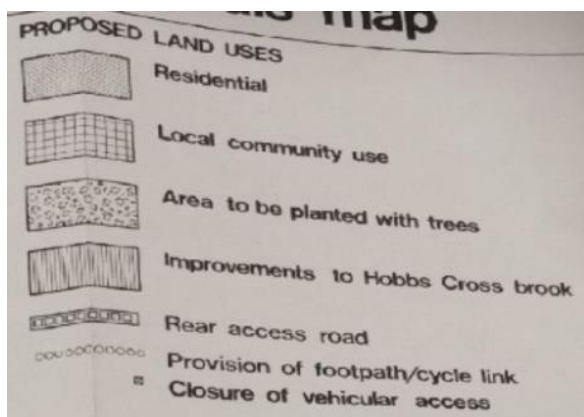 map
PROPOSED LAND USES
Residential
Local community use
Area to be planted with trees
Improvements to Hobbs Cross brook
Rear access road
Provision of footpath/cycle link
Closure of vehicular access